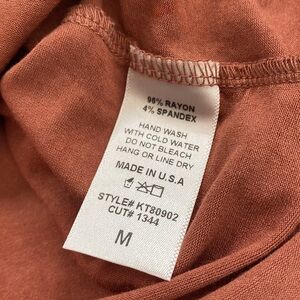 96% RAYON
4% SPANDEX
HAND WASH
WITH COLD WATER
DO NOT BLEACH
HANG OR LINE DRY
MADE IN U.S.A
STYLE# KT80902
CUT# 1344
M